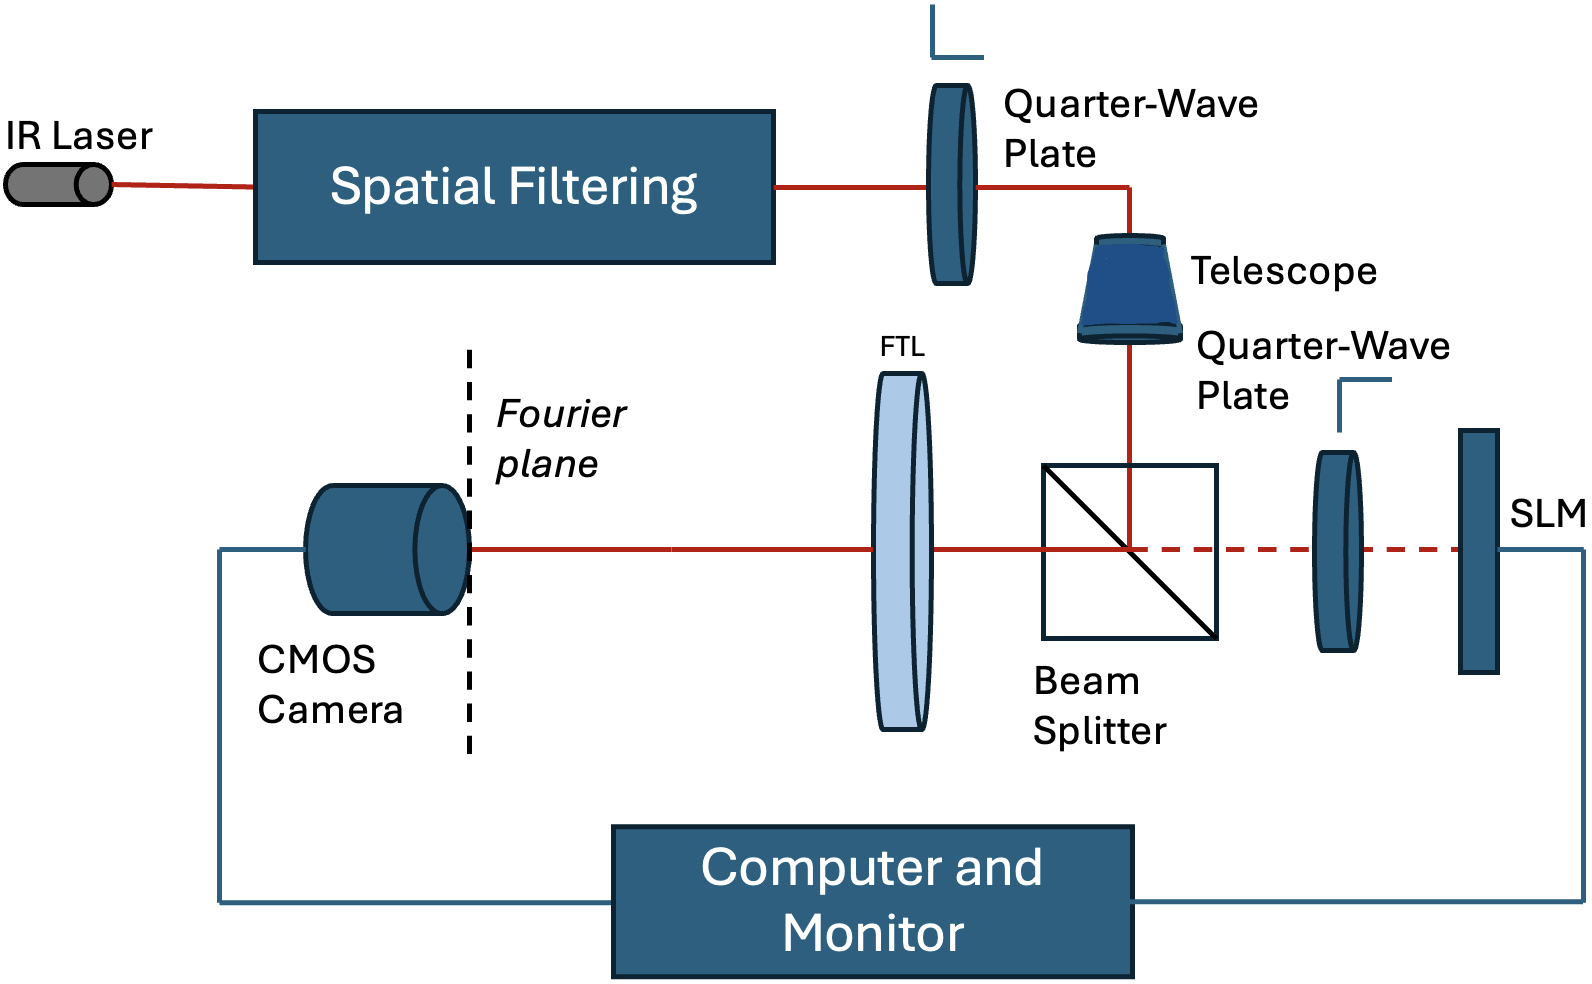 IR Laser
Spatial Filtering
Quarter-Wave
Plate
Telescope
Quarter-Wave
Plate
FTL
Fourier
plane
SLM
CMOS
Camera
Beam
Splitter
Computer and
Monitor